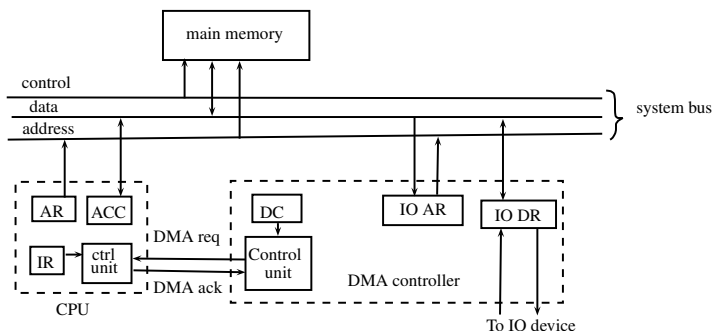 main memory
control
data
address
system bus
AR
ACC
DC
IO AR
IO DR
DMA req
IR
ctrl
unit
Control
unit
DMA controller
DMA ack
CPU
To IO device